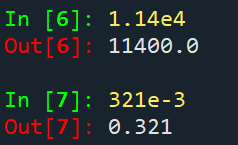 In [6]: 1.14e4
Out[6]: 11400.0
In [7]: 321e-3
Out[7]: 0.321